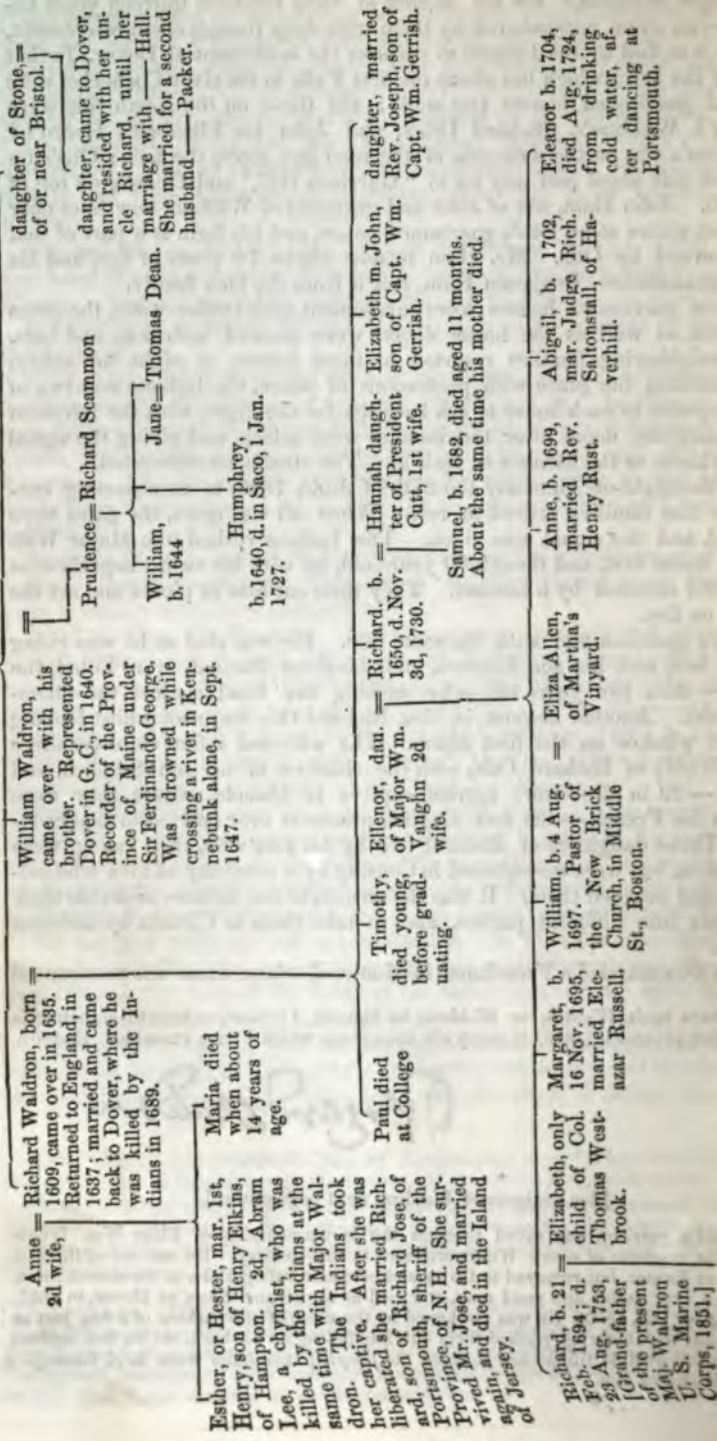 Anne =
2d wife,
Richard Waldron, born
1609, came over in 1635.
Returned to England, in
1637; married and came
back to Dover, where he
was killed by the In-
dians in 1689.
=
William Waldron,
came over with his
brother. Represented
Dover in G. C., in 1640.
Recorder of the Prov-
ince of Maine under
Sir Ferdinando George.
Was drowned while
crossing a river in Ken-
nebunk alone, in Sept.
1647.
=
daughter of Stone, =
of or near Bristol.
Prudence = Richard Scammon
daughter, came to Dover,
and resided with her un-
cle Richard, until her
marriage with —— Hall.
She married for a second
husband —— Packer.
William,
b. 1644
Jane = Thomas Dean.
Humphrey,
b. 1640, d. in Saco, 1 Jan.
1727.
Esther, or Hester, mar. 1st,
Henry, son of Henry Elkins,
of Hampton. 2d, Abram
Lee, a chymist, who was
killed by the Indians at the
same time with Major Wal-
dron. The Indians took
her captive. After she was
liberated she married Rich-
ard, son of Richard Jose, of
Portsmouth, sheriff of the
Province, of N. H. She sur-
vived Mr. Jose, and married
again, and died in the Island
of Jersey.
Maria died
when about
14 years of
age.
Paul died
at College
Timothy,
died young,
before grad
uating.
Ellenor, dau. =
of Major Wm.
Vaughn 2d
wife.
Richard. b. =
1650, d. Nov.
3d, 1730.
Hannah daugh-
ter of President
Cutt, 1st wife.
Elizabeth m. John,
son of Capt. Wm.
Gerrish.
daughter, married
Rev. Joseph, son of
Capt. Wm. Gerrish.
Samuel, b. 1682, died aged 11 months.
About the same time his mother died.
Richard, b. 21 =
Feb. 1694; d.
23 Aug. 1753,
[Grand-father
of the present
Maj. Waldron
U. S. Marine
Corps, 1851.]
Elizabeth, only
child of Col.
Thomas West-
brook.
Margaret, b.
16 Nov. 1695,
married Ele-
azar Russell.
William, b. 4 Aug. =
1697. Pastor of
the New Brick
Church, in Middle
St., Boston.
Eliza Allen,
of Martha's
Vinyard.
Anne, b. 1699,
married Rev.
Henry Rust.
Abigail, b. 1702,
mar. Judge Rich.
Saltonstall, of Ha-
verhill.
Eleanor b. 1704,
died Aug. 1724,
from drinking
cold water, af-
ter dancing at
Portsmouth.